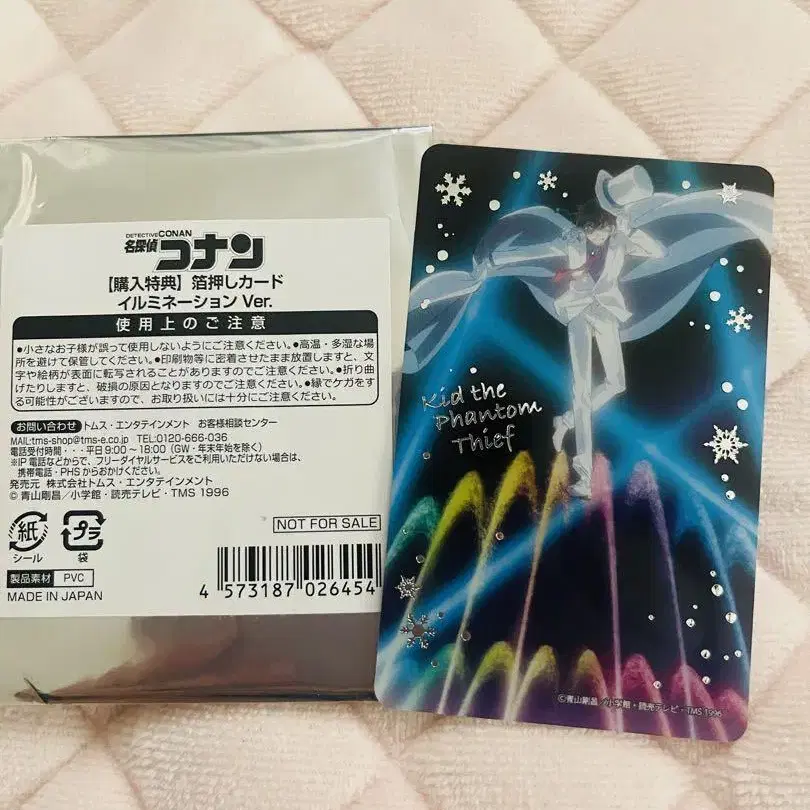 DETECTIVE CONAN
名探偵コナン
【購入特典】箔押しカード
イルミネーション Ver.
使用上のご注意
●小さなお子様が誤って使用しないようにご注意ください。●高温・多湿な場
所を避けて保管してください。●印刷物等に密着させたまま放置しますと、文
字や絵柄が表面に転写されることがありますのでご注意ください。●折り曲
げたりしますと、破損の原因となりますのでご注意ください。●縁でケガをす
る可能性がございますので、お取り扱いには十分にご注意ください。
お問い合わせ トムス・エンタテインメント お客様相談センター
MAIL:tms-shop@tms-e.co.jp TEL:0120-666-036
電話受付時間・・・平日9:00~18:00(GW・年末年始を除く)
※IP電話などからで、フリーダイヤルサービスをご利用いただけない場合は、
携帯電話・PHSからおかけください。
発売元 株式会社トムス・エンタテインメント
©青山剛昌/小学館・読売テレビ・TMS 1996
紙
シール
プラ
袋
NOT FOR SALE
製品素材 PVC
MADE IN JAPAN
4 573187 026454
Kid the
Phantom
Thief
©青山剛昌/小学館・読売テレビ・TMS 1996